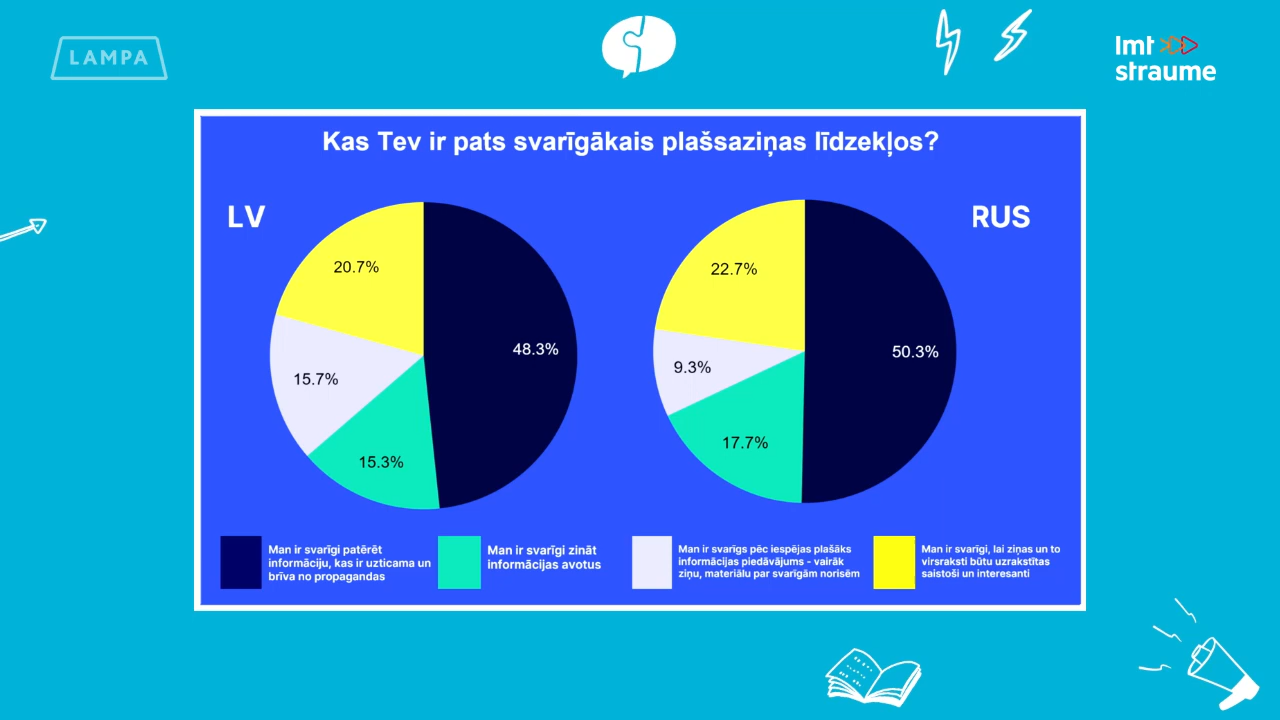 LAMPA
lmt
straume
Kas Tev ir pats svarīgākais plašsaziņas līdzekļos?
LV
RUS
20.7%
48.3%
15.7%
15.3%
22.7%
50.3%
9.3%
17.7%
Man ir svarīgi patērēt
informāciju, kas ir uzticama un
brīva no propagandas
Man ir svarīgi zināt
informācijas avotus
Man ir svarīgs pēc iespējas plašāks
informācijas piedāvājums - vairāk
ziņu, materiālu par svarīgām norisēm
Man ir svarīgi, lai ziņas un to
virsraksti būtu uzrakstītas
saistoši un interesanti